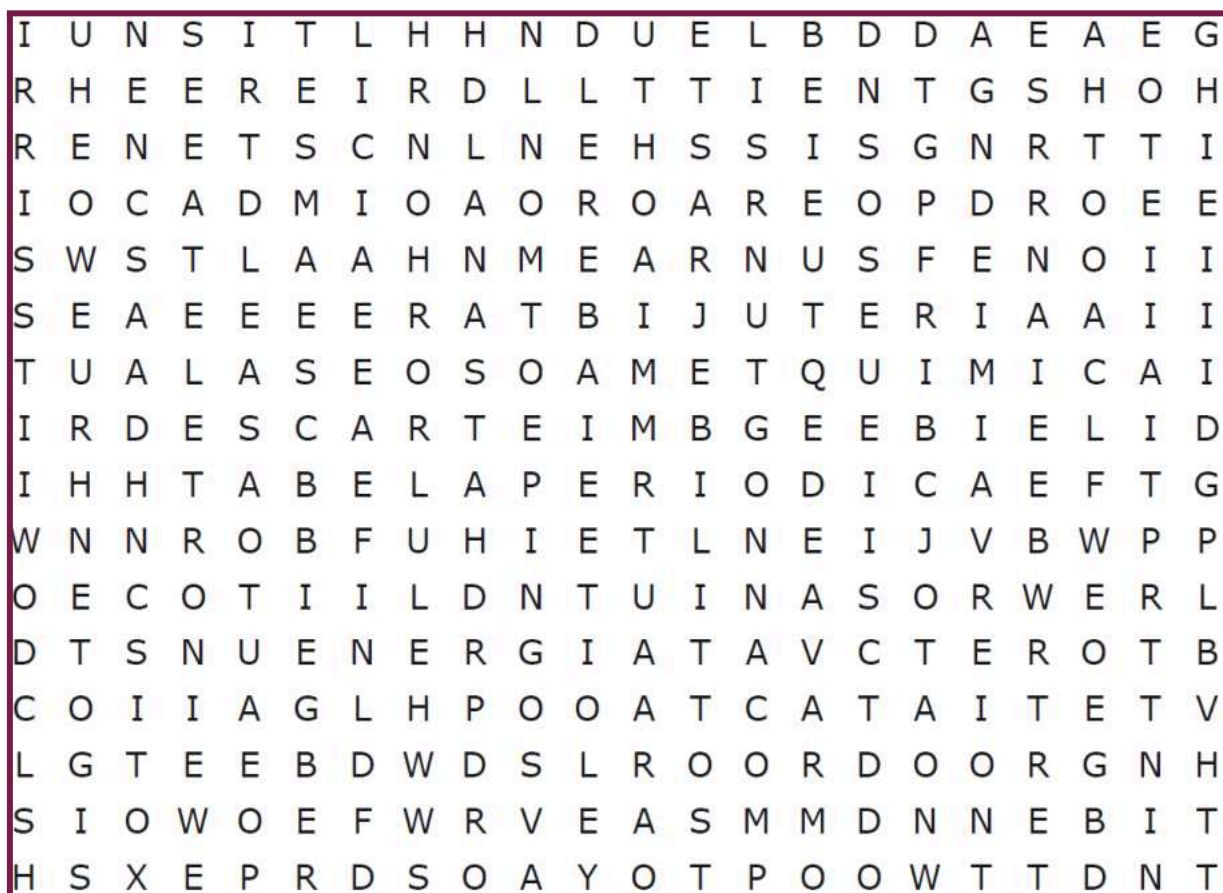 I U N S I T L H H N D U E L B D D A E A E G
R H E E R E I R D L L T T I E N T G S H O H
R E N E T S C N L N E H S S I S G N R T T I
I O C A D M I O A O R O A R E O P D R O E E
S W S T L A A H N M E A R N U S F E N O I I
S E A E E E E R A T B I J U T E R I A A I I
T U A L A S E O S O A M E T Q U I M I C A I
I R D E S C A R T E I M B G E E B I E L I D
I H H T A B E L A P E R I O D I C A E F T G
W N N R O B F U H I E T L N E I J V B W P P
O E C O T I I L D N T U I N A S O R W E R L
D T S N U E N E R G I A T A V C T E R O T B
C O I I A G L H P O O A T C A T A I T E T V
L G T E E B D W D S L R O O R D O O R G N H
S I O W O E F W R V E A S M M D N N E B I T
H S X E P R D S O A Y O T P O O W T T D N T